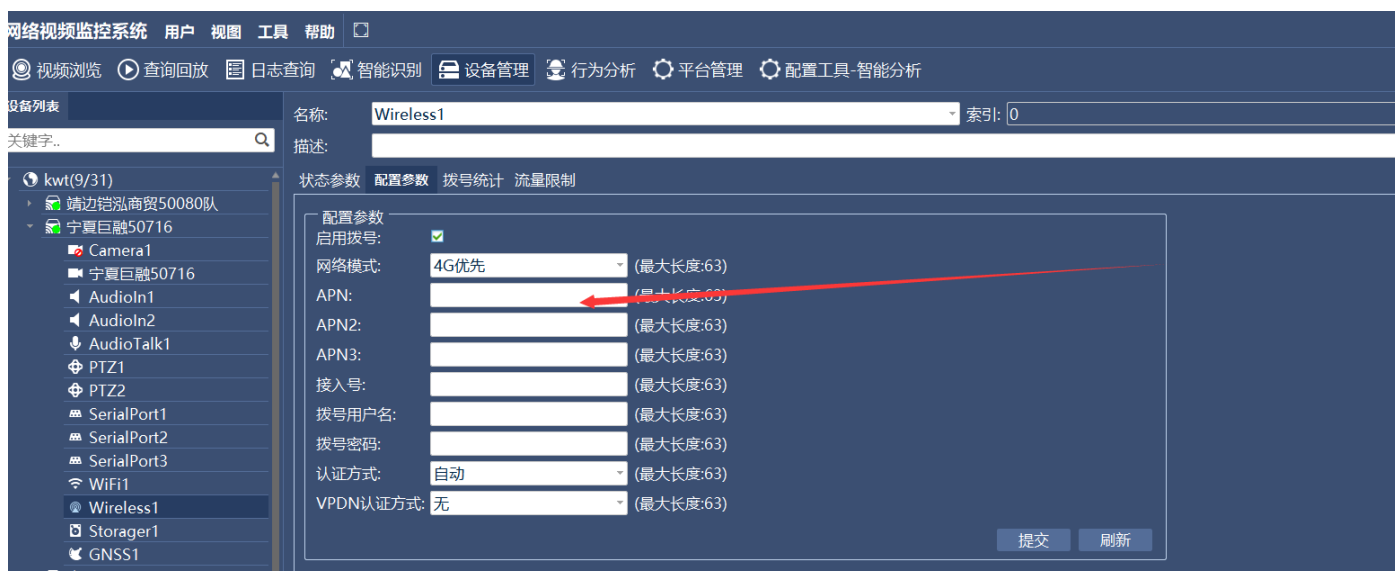 网络视频监控系统 用户 视图 工具 帮助
视频浏览 查询回放 日志查询 智能识别 设备管理 行为分析 平台管理 配置工具-智能分析
设备列表
关键字..
kwt(9/31)
靖边铠泓商贸50080队
宁夏巨融50716
Camera1
宁夏巨融50716
AudioIn1
AudioIn2
AudioTalk1
PTZ1
PTZ2
SerialPort1
SerialPort2
SerialPort3
WiFi1
Wireless1
Storager1
GNSS1
名称: Wireless1 索引: 0
描述:
状态参数 配置参数 拨号统计 流量限制
配置参数
启用拨号:
网络模式: 4G优先 (最大长度:63)
APN: (最大长度:63)
APN2: (最大长度:63)
APN3: (最大长度:63)
接入号: (最大长度:63)
拨号用户名: (最大长度:63)
拨号密码: (最大长度:63)
认证方式: 自动 (最大长度:63)
VPDN认证方式: 无 (最大长度:63)
提交 刷新